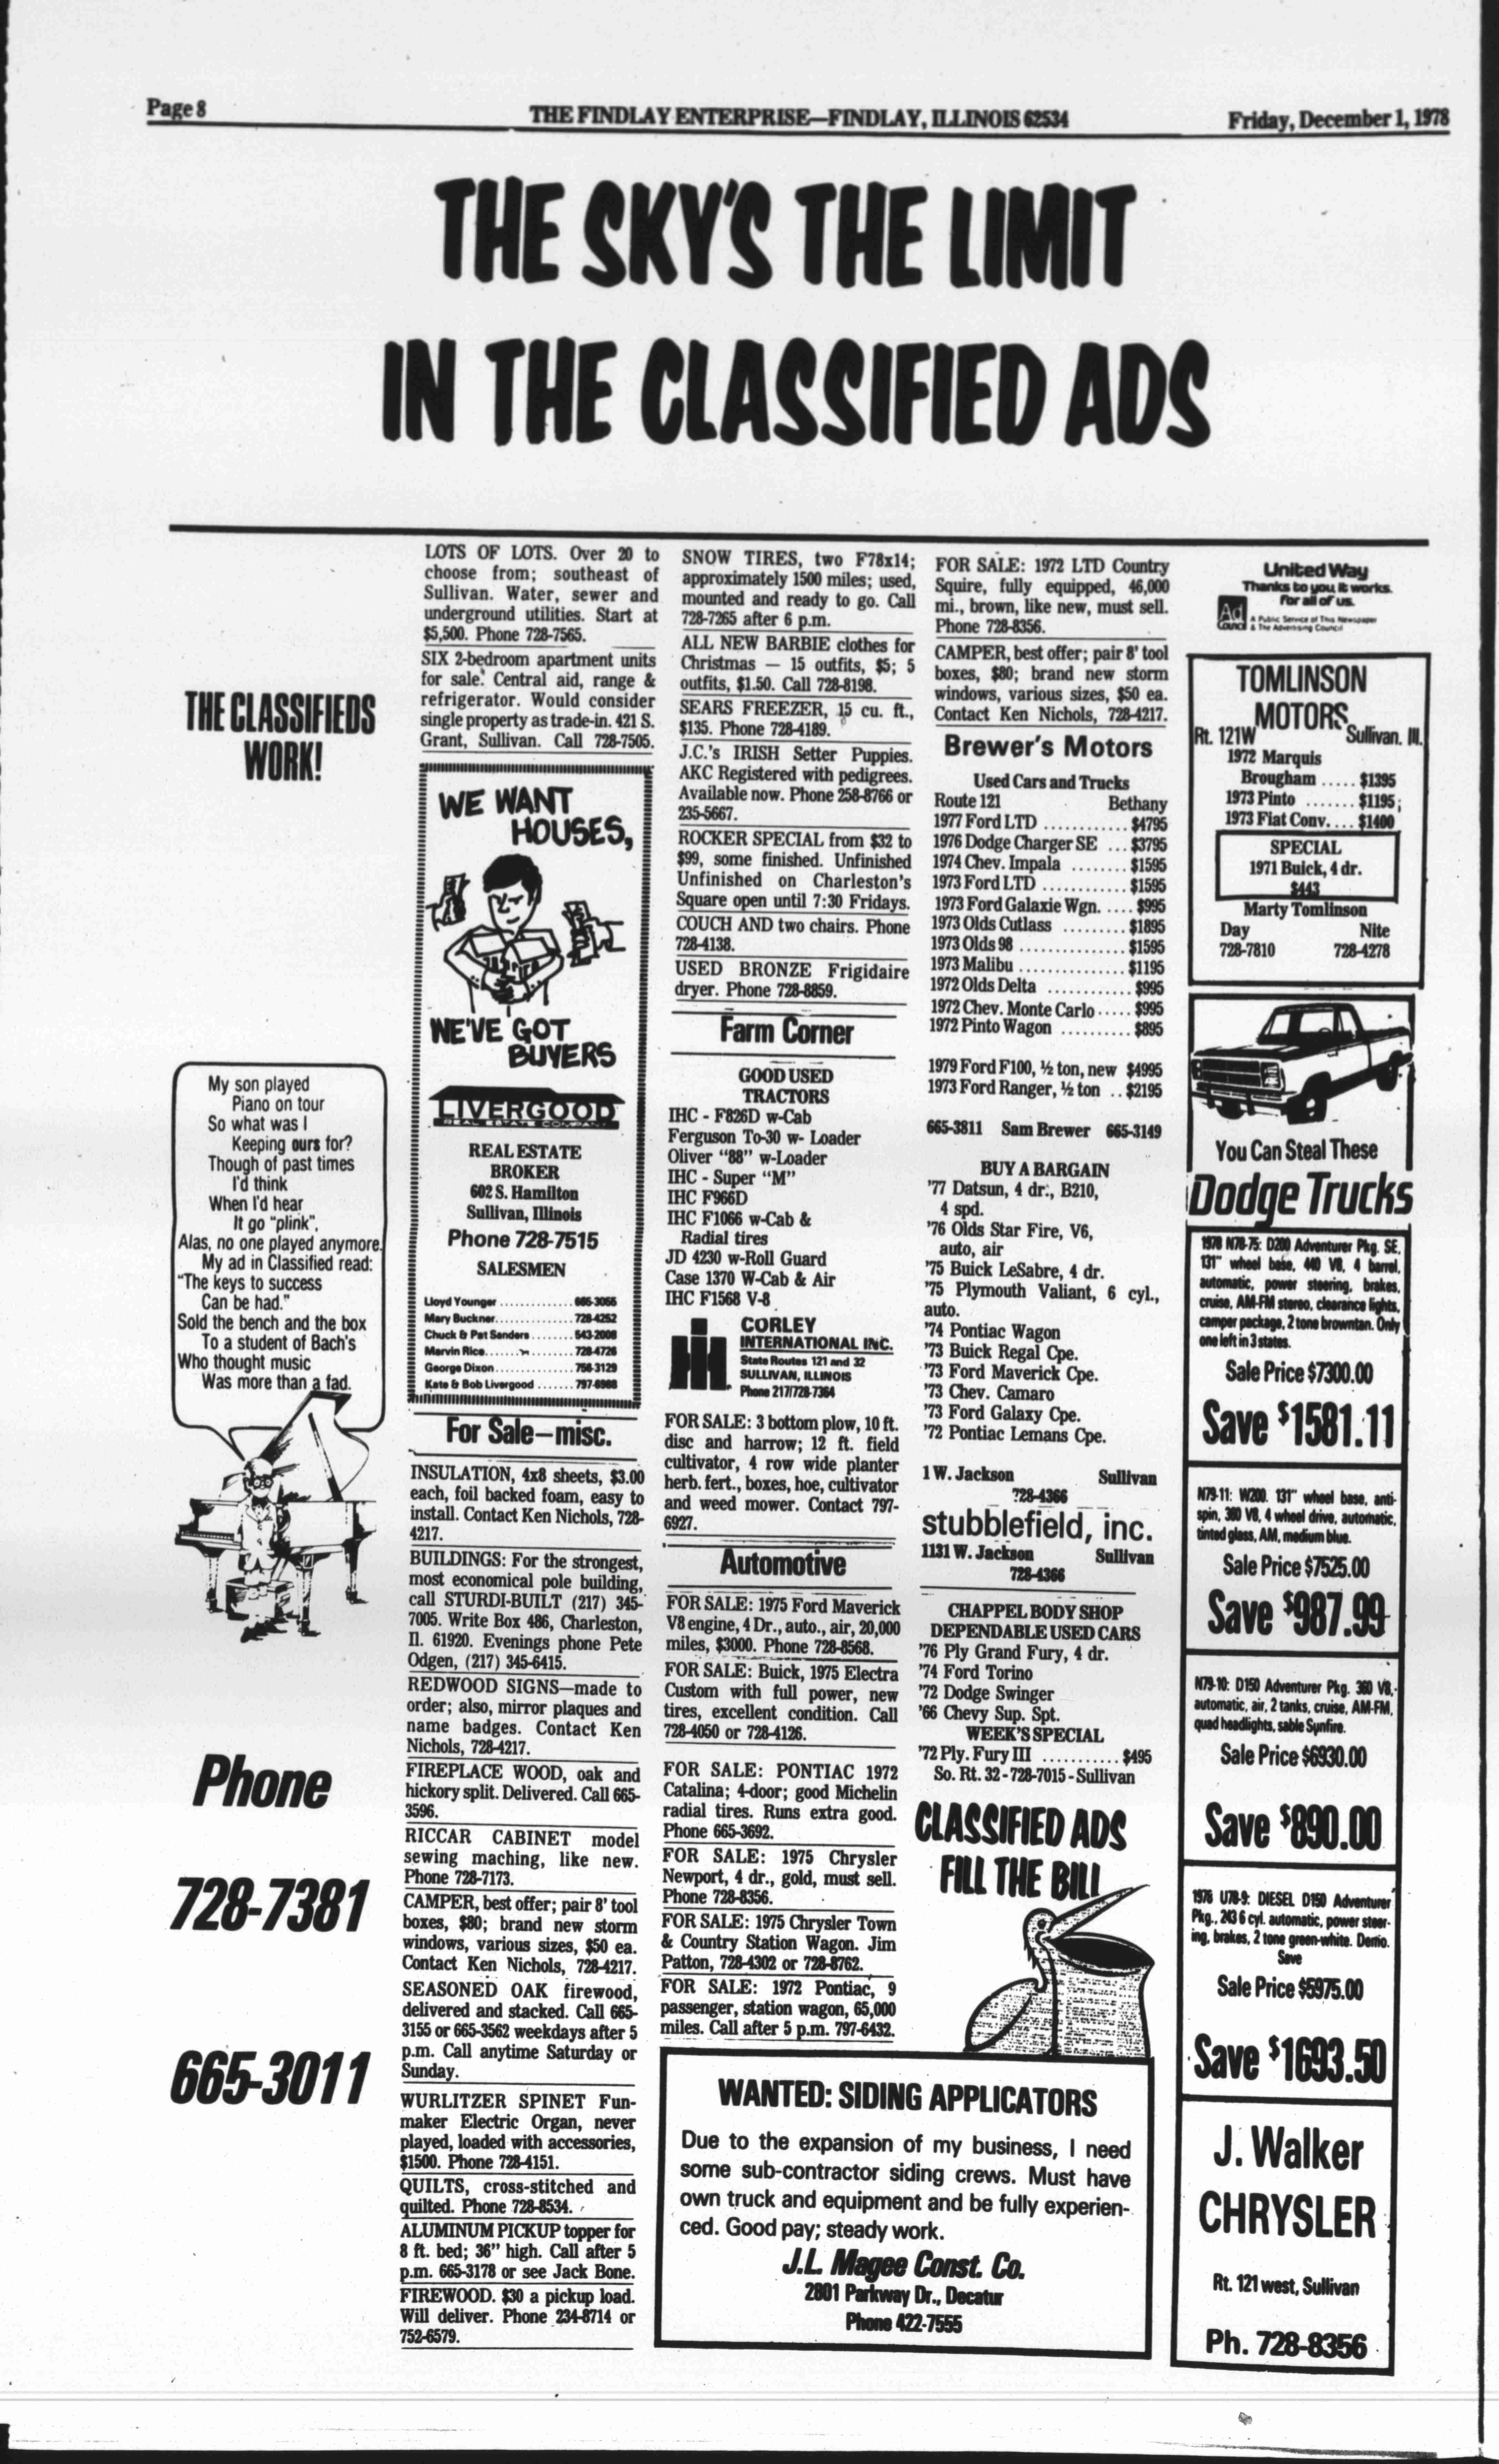 Page 8
THE FINDLAY ENTERPRISE—FINDLAY, ILLINOIS 62534
Friday, December 1, 1978
THE SKY'S THE LIMIT
IN THE CLASSIFIED ADS
THE CLASSIFIEDS
WORK!
My son played
Piano on tour
So what was I
Keeping ours for?
Though of past times
I'd think
When I'd hear
It go "plink",
Alas, no one played anymore.
My ad in Classified read:
"The keys to success
Can be had."
Sold the bench and the box
To a student of Bach's
Who thought music
Was more than a fad.
Phone
728-7381
665-3011
LOTS OF LOTS. Over 20 to
choose from; southeast of
Sullivan. Water, sewer and
underground utilities. Start at
$5,500. Phone 728-7565.
SIX 2-bedroom apartment units
for sale. Central aid, range &
refrigerator. Would consider
single property as trade-in. 421 S.
Grant, Sullivan. Call 728-7505.
WE WANT
HOUSES,
WE'VE GOT
BUYERS
LIVERGOOD
REAL ESTATE COMPANY
REAL ESTATE
BROKER
602 S. Hamilton
Sullivan, Illinois
Phone 728-7515
SALESMEN
Lloyd Younger ............. 665-3055
Mary Buckner.............. 728-4252
Chuck & Pat Sanders ........ 543-2008
Marvin Rice............... 728-4726
George Dixon.............. 756-3129
Kate & Bob Livergood ....... 797-6988
For Sale—misc.
INSULATION, 4x8 sheets, $3.00
each, foil backed foam, easy to
install. Contact Ken Nichols, 728-
4217.
BUILDINGS: For the strongest,
most economical pole building,
call STURDI-BUILT (217) 345-
7005. Write Box 486, Charleston,
Il. 61920. Evenings phone Pete
Odgen, (217) 345-6415.
REDWOOD SIGNS—made to
order; also, mirror plaques and
name badges. Contact Ken
Nichols, 728-4217.
FIREPLACE WOOD, oak and
hickory split. Delivered. Call 665-
3596.
RICCAR CABINET model
sewing maching, like new.
Phone 728-7173.
CAMPER, best offer; pair 8' tool
boxes, $80; brand new storm
windows, various sizes, $50 ea.
Contact Ken Nichols, 728-4217.
SEASONED OAK firewood,
delivered and stacked. Call 665-
3155 or 665-3562 weekdays after 5
p.m. Call anytime Saturday or
Sunday.
WURLITZER SPINET Fun-
maker Electric Organ, never
played, loaded with accessories,
$1500. Phone 728-4151.
QUILTS, cross-stitched and
quilted. Phone 728-8534.
ALUMINUM PICKUP topper for
8 ft. bed; 36" high. Call after 5
p.m. 665-3178 or see Jack Bone.
FIREWOOD. $30 a pickup load.
Will deliver. Phone 234-8714 or
752-6579.
SNOW TIRES, two F78x14;
approximately 1500 miles; used,
mounted and ready to go. Call
728-7265 after 6 p.m.
ALL NEW BARBIE clothes for
Christmas — 15 outfits, $5; 5
outfits, $1.50. Call 728-8198.
SEARS FREEZER, 15 cu. ft.,
$135. Phone 728-4189.
J.C.'s IRISH Setter Puppies.
AKC Registered with pedigrees.
Available now. Phone 258-8766 or
235-5667.
ROCKER SPECIAL from $32 to
$99, some finished. Unfinished
Unfinished on Charleston's
Square open until 7:30 Fridays.
COUCH AND two chairs. Phone
728-4138.
USED BRONZE Frigidaire
dryer. Phone 728-8859.
Farm Corner
GOOD USED
TRACTORS
IHC - F826D w-Cab
Ferguson To-30 w- Loader
Oliver "88" w-Loader
IHC - Super "M"
IHC F966D
IHC F1066 w-Cab &
Radial tires
JD 4230 w-Roll Guard
Case 1370 W-Cab & Air
IHC F1568 V-8
CORLEY
INTERNATIONAL INC.
State Routes 121 and 32
SULLIVAN, ILLINOIS
Phone 217/728-7364
FOR SALE: 3 bottom plow, 10 ft.
disc and harrow; 12 ft. field
cultivator, 4 row wide planter
herb. fert., boxes, hoe, cultivator
and weed mower. Contact 797-
6927.
Automotive
FOR SALE: 1975 Ford Maverick
V8 engine, 4 Dr., auto., air, 20,000
miles, $3000. Phone 728-8568.
FOR SALE: Buick, 1975 Electra
Custom with full power, new
tires, excellent condition. Call
728-4050 or 728-4126.
FOR SALE: PONTIAC 1972
Catalina; 4-door; good Michelin
radial tires. Runs extra good.
Phone 665-3692.
FOR SALE: 1975 Chrysler
Newport, 4 dr., gold, must sell.
Phone 728-8356.
FOR SALE: 1975 Chrysler Town
& Country Station Wagon. Jim
Patton, 728-4302 or 728-8762.
FOR SALE: 1972 Pontiac, 9
passenger, station wagon, 65,000
miles. Call after 5 p.m. 797-6432.
FOR SALE: 1972 LTD Country
Squire, fully equipped, 46,000
mi., brown, like new, must sell.
Phone 728-8356.
CAMPER, best offer; pair 8' tool
boxes, $80; brand new storm
windows, various sizes, $50 ea.
Contact Ken Nichols, 728-4217.
Brewer's Motors
Used Cars and Trucks
Route 121 Bethany
1977 Ford LTD ............ $4795
1976 Dodge Charger SE ... $3795
1974 Chev. Impala ........ $1595
1973 Ford LTD ............ $1595
1973 Ford Galaxie Wgn. .... $995
1973 Olds Cutlass ......... $1895
1973 Olds 98 .............. $1595
1973 Malibu .............. $1195
1972 Olds Delta ............ $995
1972 Chev. Monte Carlo ..... $995
1972 Pinto Wagon .......... $895
1979 Ford F100, ½ ton, new $4995
1973 Ford Ranger, ½ ton .. $2195
665-3811 Sam Brewer 665-3149
BUY A BARGAIN
'77 Datsun, 4 dr., B210,
4 spd.
'76 Olds Star Fire, V6,
auto, air
'75 Buick LeSabre, 4 dr.
'75 Plymouth Valiant, 6 cyl.,
auto.
'74 Pontiac Wagon
'73 Buick Regal Cpe.
'73 Ford Maverick Cpe.
'73 Chev. Camaro
'73 Ford Galaxy Cpe.
'72 Pontiac Lemans Cpe.
1 W. Jackson Sullivan
728-4366
stubblefield, inc.
1131 W. Jackson Sullivan
728-4366
CHAPPEL BODY SHOP
DEPENDABLE USED CARS
'76 Ply Grand Fury, 4 dr.
'74 Ford Torino
'72 Dodge Swinger
'66 Chevy Sup. Spt.
WEEK'S SPECIAL
'72 Ply. Fury III .......... $495
So. Rt. 32 - 728-7015 - Sullivan
CLASSIFIED ADS
FILL THE BILL
WANTED: SIDING APPLICATORS
Due to the expansion of my business, I need
some sub-contractor siding crews. Must have
own truck and equipment and be fully experien-
ced. Good pay; steady work.
J.L. Magee Const. Co.
2801 Parkway Dr., Decatur
Phone 422-7555
United Way
Thanks to you it works.
For all of us.
Ad
Council
A Public Service of This Newspaper
& The Advertising Council
TOMLINSON
MOTORS
Rt. 121W Sullivan, Ill.
1972 Marquis
Brougham ..... $1395
1973 Pinto ....... $1195
1973 Fiat Conv.... $1400
SPECIAL
1971 Buick, 4 dr.
$443
Marty Tomlinson
Day Nite
728-7810 728-4278
You Can Steal These
Dodge Trucks
1978 N78-75: D200 Adventurer Pkg. SE,
131" wheel base, 440 V8, 4 barrel,
automatic, power steering, brakes,
cruise, AM-FM stereo, clearance lights,
camper package, 2 tone browntan. Only
one left in 3 states.
Sale Price $7300.00
Save $1581.11
N79-11: W200. 131" wheel base, anti-
spin, 360 V8, 4 wheel drive, automatic,
tinted glass, AM, medium blue.
Sale Price $7525.00
Save $987.99
N79-10: D150 Adventurer Pkg. 360 V8,
automatic, air, 2 tanks, cruise, AM-FM,
quad headlights, sable Synfire.
Sale Price $6930.00
Save $890.00
1978 U78-9: DIESEL D150 Adventurer
Pkg., 243 6 cyl. automatic, power steer-
ing, brakes, 2 tone green-white. Demo.
Save
Sale Price $5975.00
Save $1693.50
J. Walker
CHRYSLER
Rt. 121 west, Sullivan
Ph. 728-8356